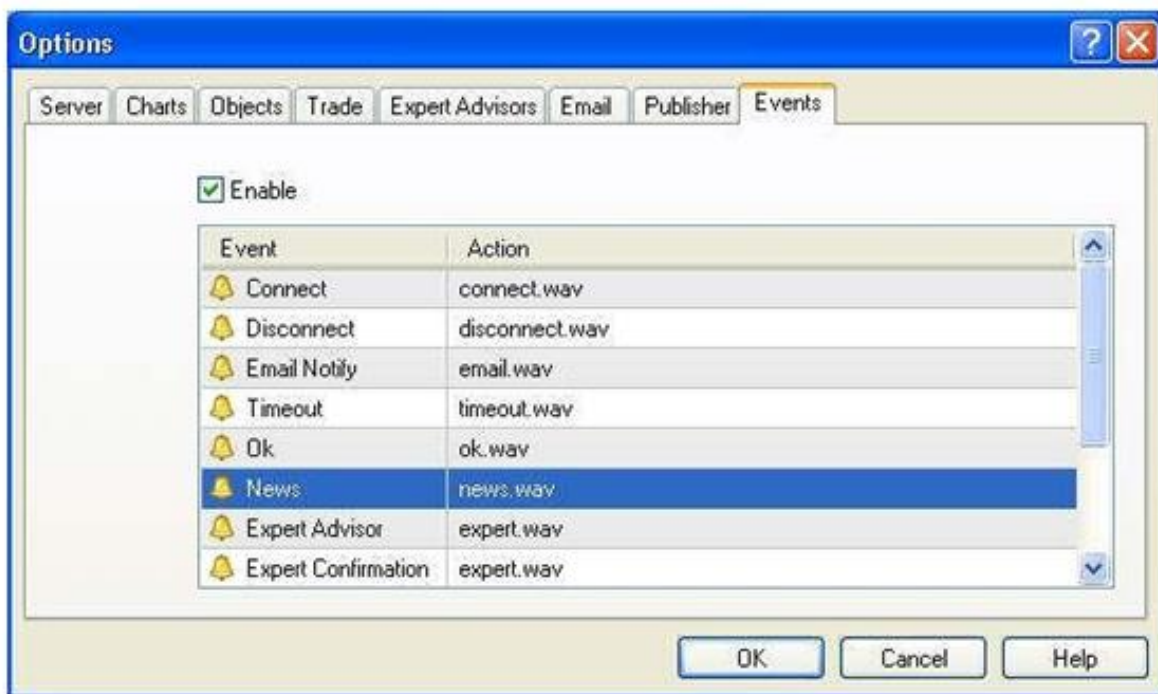 Options
Server Charts Objects Trade Expert Advisors Email Publisher Events
Enable
Event Action
Connect connect.wav
Disconnect disconnect.wav
Email Notify email.wav
Timeout timeout.wav
Ok ok.wav
News news.wav
Expert Advisor expert.wav
Expert Confirmation expert.wav
OK Cancel Help